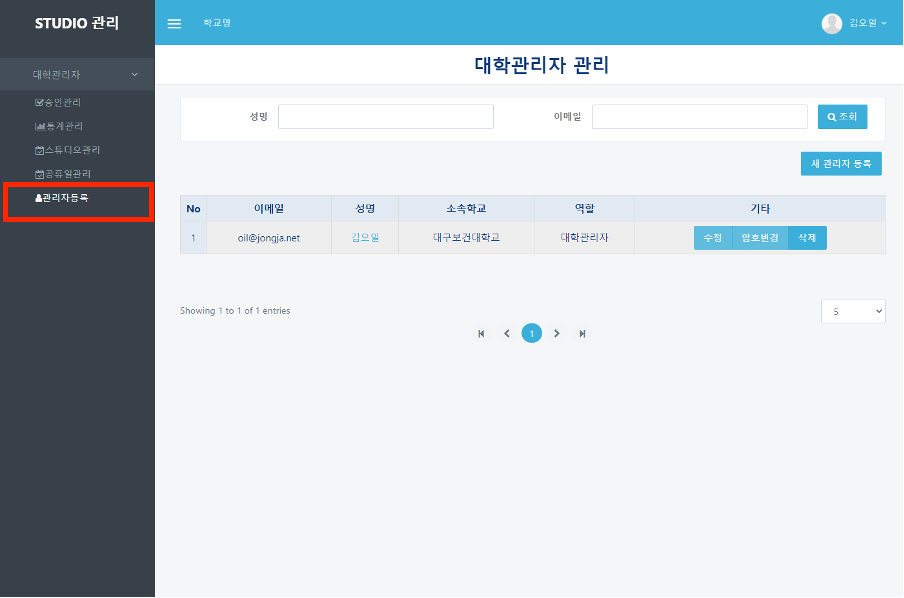 STUDIO 관리
학교명
김오일
대학관리자
승인관리
통계관리
스튜디오관리
공휴일관리
관리자등록
대학관리자 관리
성명
이메일
조회
새 관리자 등록
No 이메일 성명 소속학교 역할 기타
1 oil@jongja.net 김오일 대구보건대학교 대학관리자 수정 암호변경 삭제
Showing 1 to 1 of 1 entries
5
1